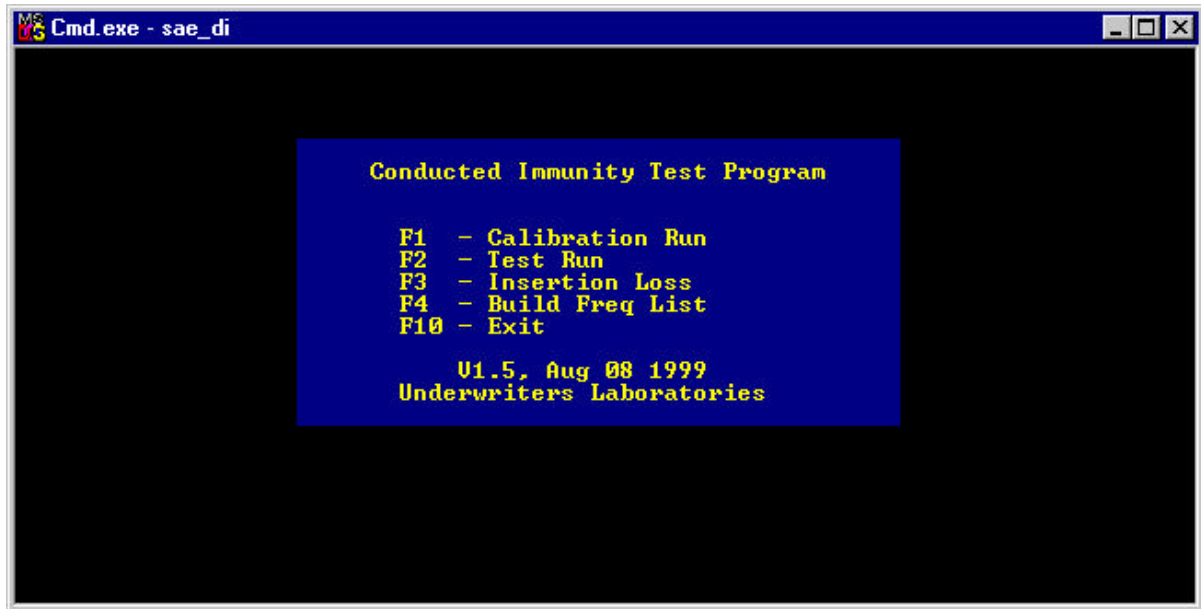 Cmd.exe - sae_di
Conducted Immunity Test Program
F1 - Calibration Run
F2 - Test Run
F3 - Insertion Loss
F4 - Build Freq List
F10 - Exit
V1.5, Aug 08 1999
Underwriters Laboratories